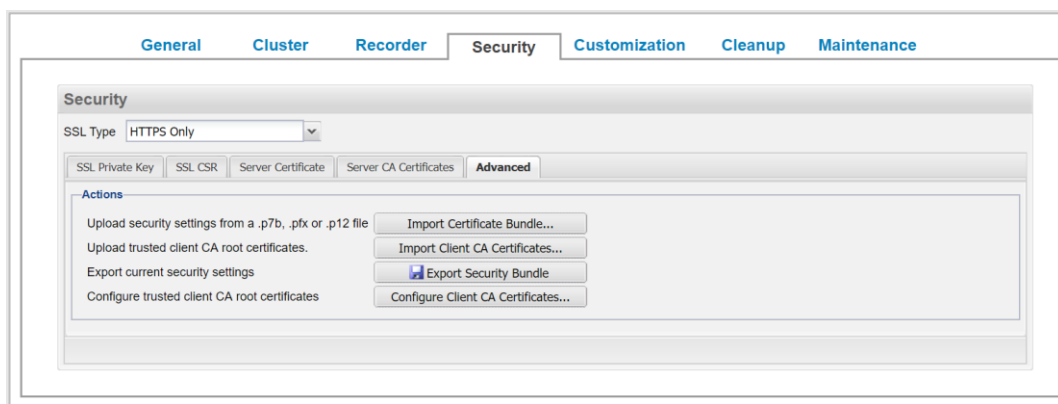 General Cluster Recorder Security Customization Cleanup Maintenance
Security
SSL Type HTTPS Only
SSL Private Key SSL CSR Server Certificate Server CA Certificates Advanced
Actions
Upload security settings from a .p7b, .pfx or .p12 file Import Certificate Bundle...
Upload trusted client CA root certificates. Import Client CA Certificates...
Export current security settings Export Security Bundle
Configure trusted client CA root certificates Configure Client CA Certificates...